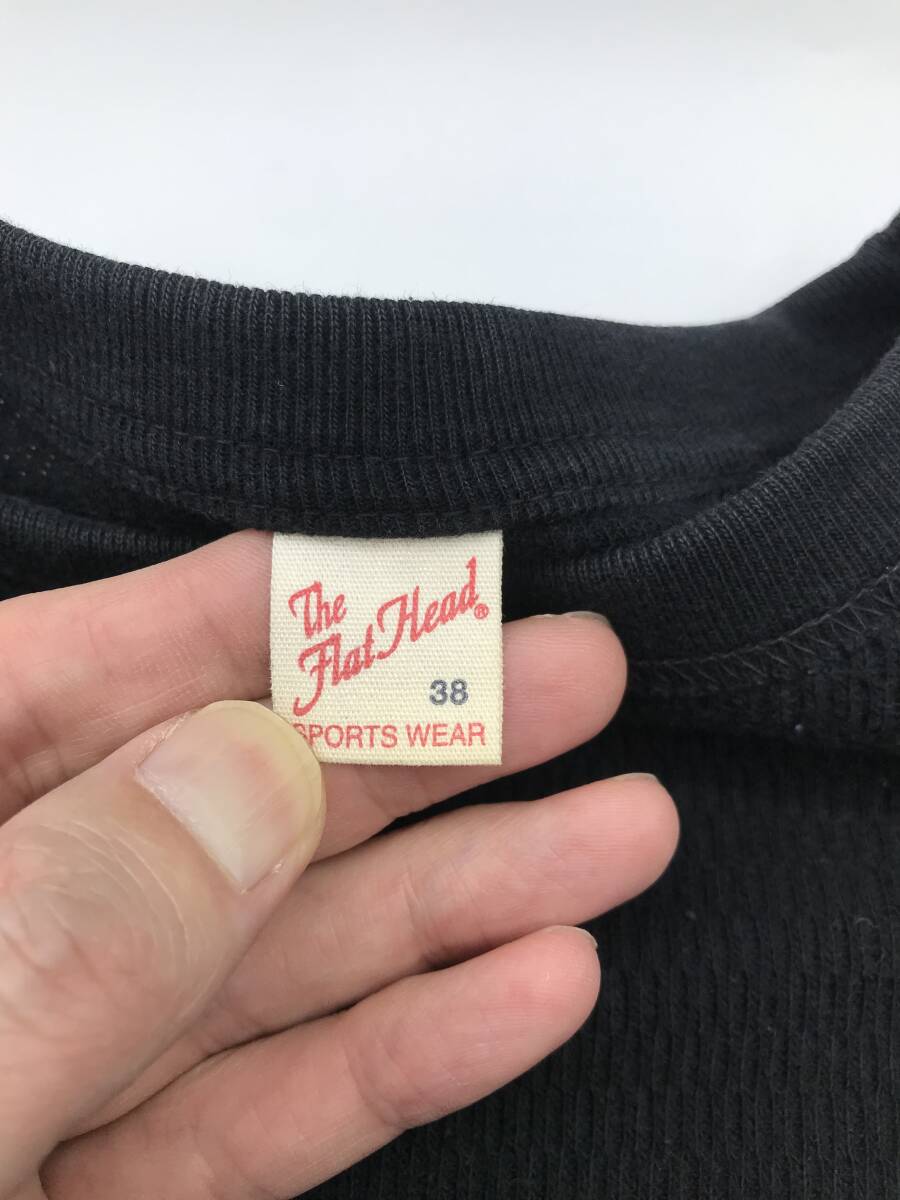 The
Flat Head®
38
SPORTS WEAR